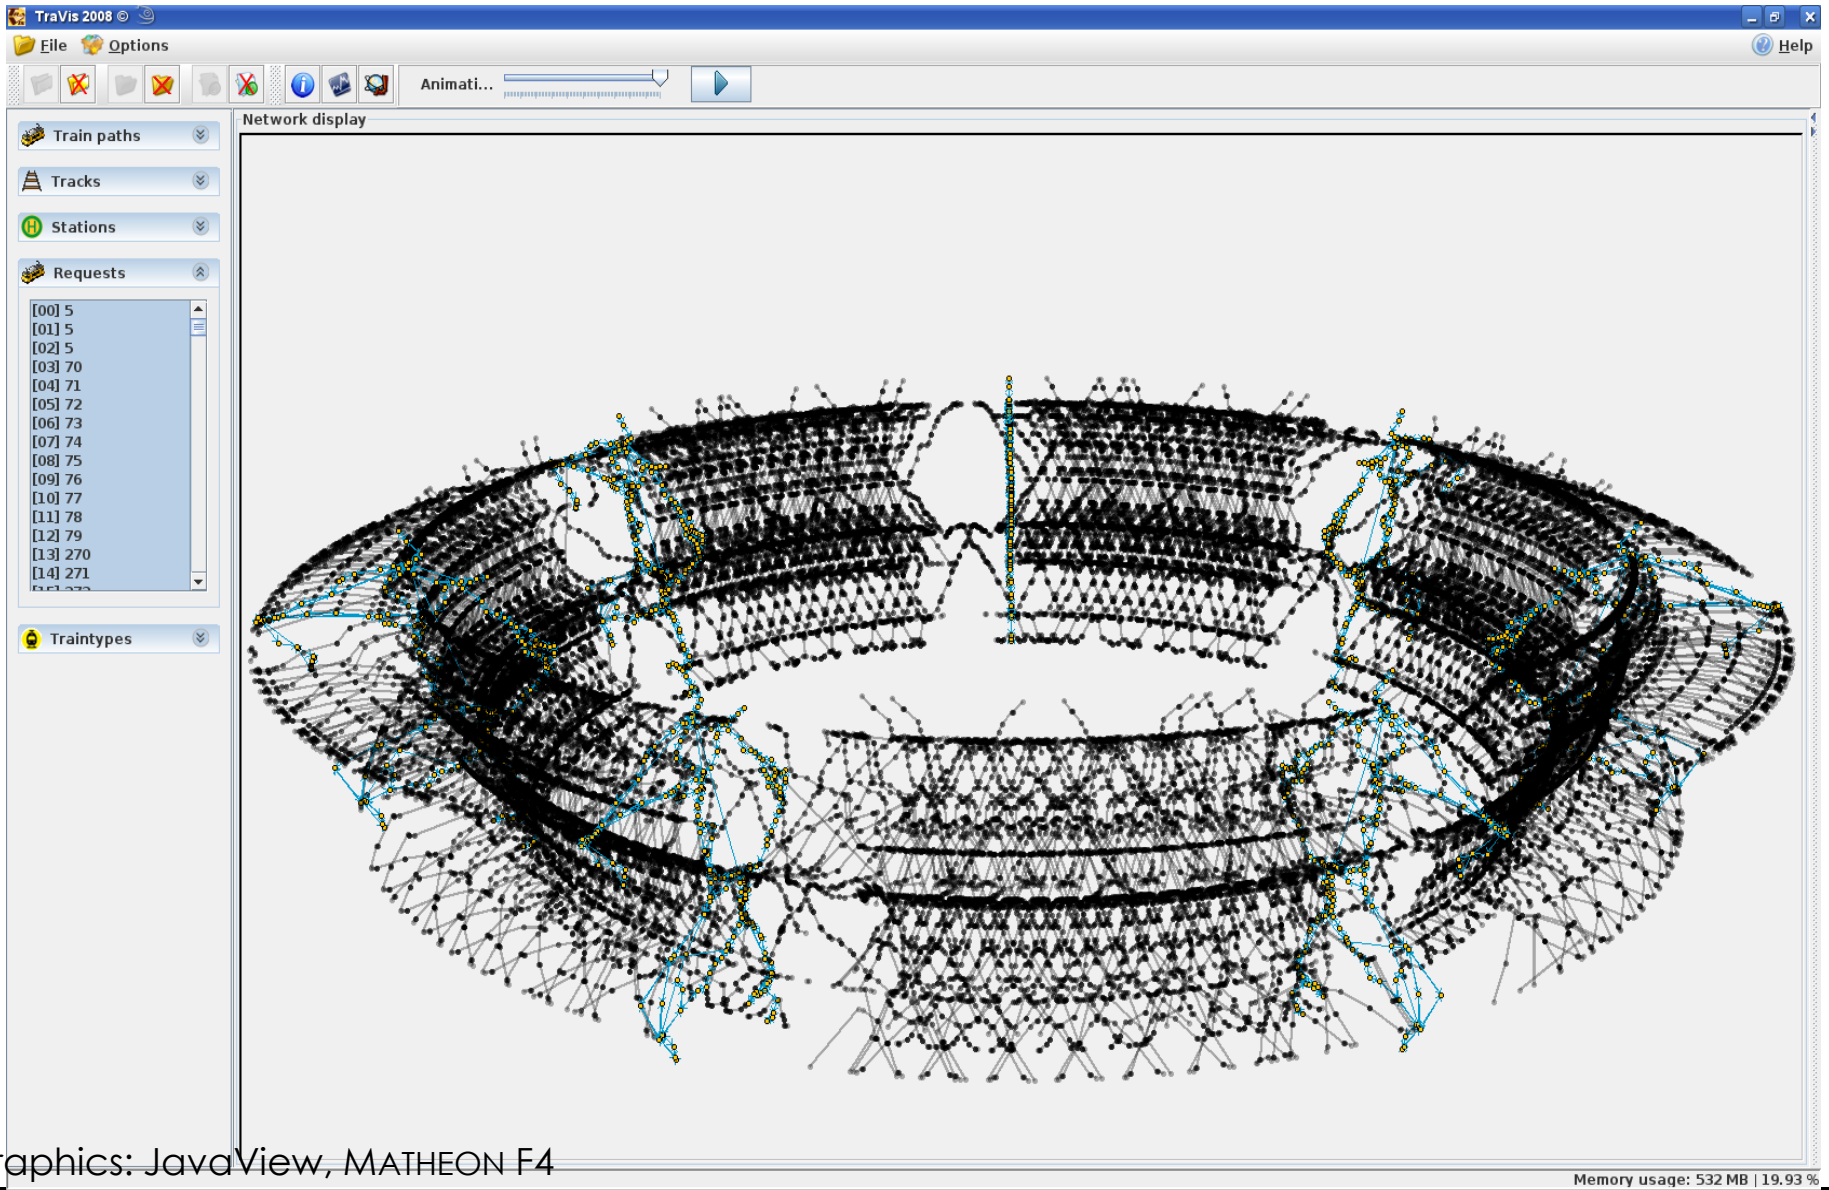 TraVis 2008 ©
File Options Help
Animati...
Network display
Train paths
Tracks
Stations
Requests
[00] 5
[01] 5
[02] 5
[03] 70
[04] 71
[05] 72
[06] 73
[07] 74
[08] 75
[09] 76
[10] 77
[11] 78
[12] 79
[13] 270
[14] 271
Traintypes
raphics: JavaView, MATHEON F4
Memory usage: 532 MB | 19.93 %